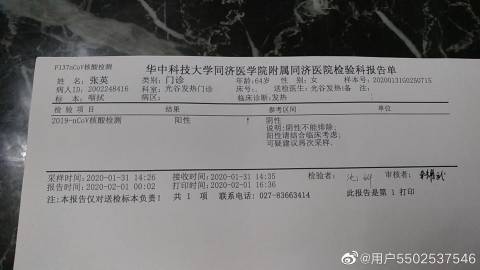 F137nCoV核酸检测
华中科技大学同济医学院附属同济医院检验科报告单
姓 名: 张英 类别: 门诊 年龄: 64岁 性 别: 女 样本号: 20200131G0250715
病人ID: 2002248416 科室: 光谷发热门诊 床号: 送检医生: 光谷发热 备 注:
标 本: 咽拭 病区: 临床诊断: 发热
检 验 项 目 结果 参考区间
2019-nCoV核酸检测 阳性 ↑ 阴性
说明: 阴性不能排除,
阳性请结合临床考虑;
可疑建议再次采样.
采样时间: 2020-01-31 14:26 接收时间: 2020-01-31 14:35 检验者: 审核者:
报告时间: 2020-02-01 00:02 打印时间: 2020-02-01 16:36
注: 本报告仅对送检标本负责! 共 1 项 联系电话: 027-83663414 此报告是第 1 打印
@用户5502537546